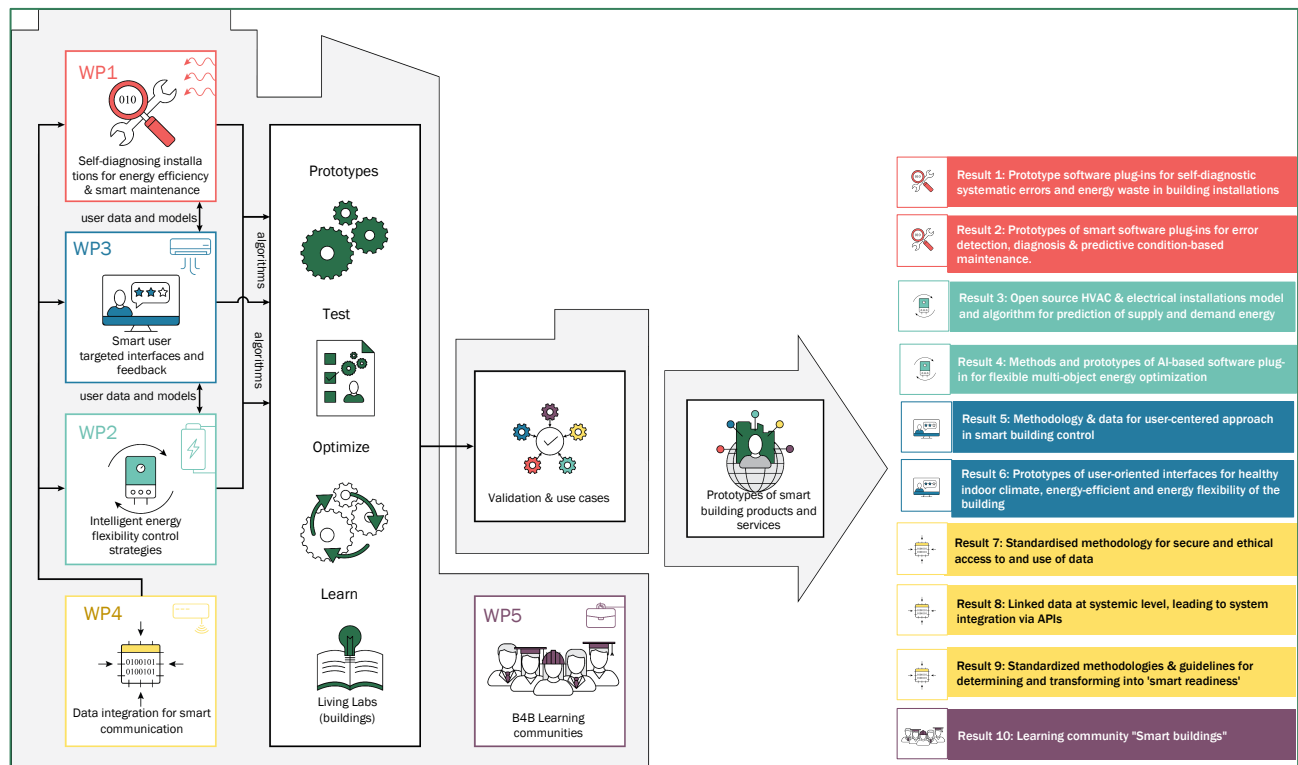 WP1
010
Self-diagnosing installa
tions for energy efficiency
& smart maintenance
user data and models
WP3
Smart user
targeted interfaces and
feedback
user data and models
WP2
Intelligent energy
flexibility control
strategies
WP4
0100101
0100101
Data integration for smart
communication
algorithms
algorithms
Prototypes
Test
Optimize
Learn
Living Labs
(buildings)
Validation & use cases
WP5
B4B Learning
communities
Prototypes of smart
building products and
services
Result 1: Prototype software plug-ins for self-diagnostic
systematic errors and energy waste in building installations
Result 2: Prototypes of smart software plug-ins for error
detection, diagnosis & predictive condition-based
maintenance.
Result 3: Open source HVAC & electrical installations model
and algorithm for prediction of supply and demand energy
Result 4: Methods and prototypes of AI-based software plug-
in for flexible multi-object energy optimization
Result 5: Methodology & data for user-centered approach
in smart building control
Result 6: Prototypes of user-oriented interfaces for healthy
indoor climate, energy-efficient and energy flexibility of the
building
Result 7: Standardised methodology for secure and ethical
access to and use of data
Result 8: Linked data at systemic level, leading to system
integration via APIs
Result 9: Standardized methodologies & guidelines for
determining and transforming into 'smart readiness'
Result 10: Learning community "Smart buildings"